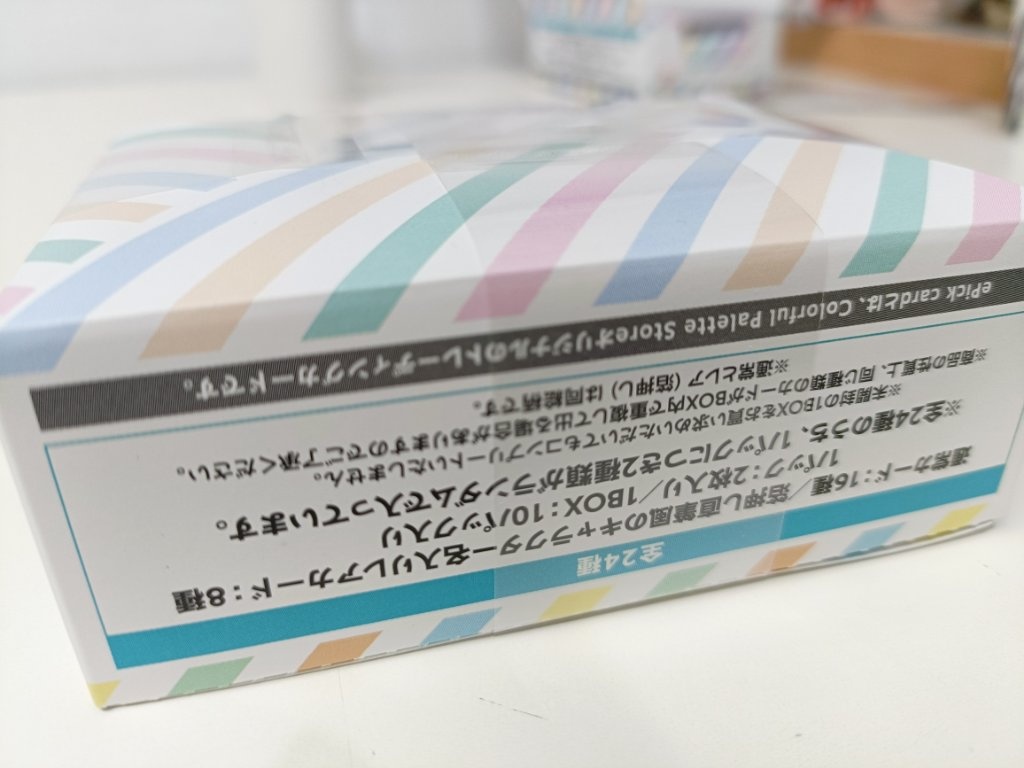 全24種
通常カード：16種／箔押し直筆風のキャラクター名入りレアカード：8種
1パック：2枚入り／1BOX：10パック入り
※全24種のうち、1パックにつき2種類がランダムで入っています。
※未開封の1BOXをお買い求めいただいてもコンプリートいたしません。
※商品の性質上、同じ種類のカードがBOX内で重複して出る場合がありますのでご了承ください。
※通常とレア（箔押し）は同絵柄です。
ePick cardとは、Colorful Palette Storeオリジナルのトレーディングカードです。